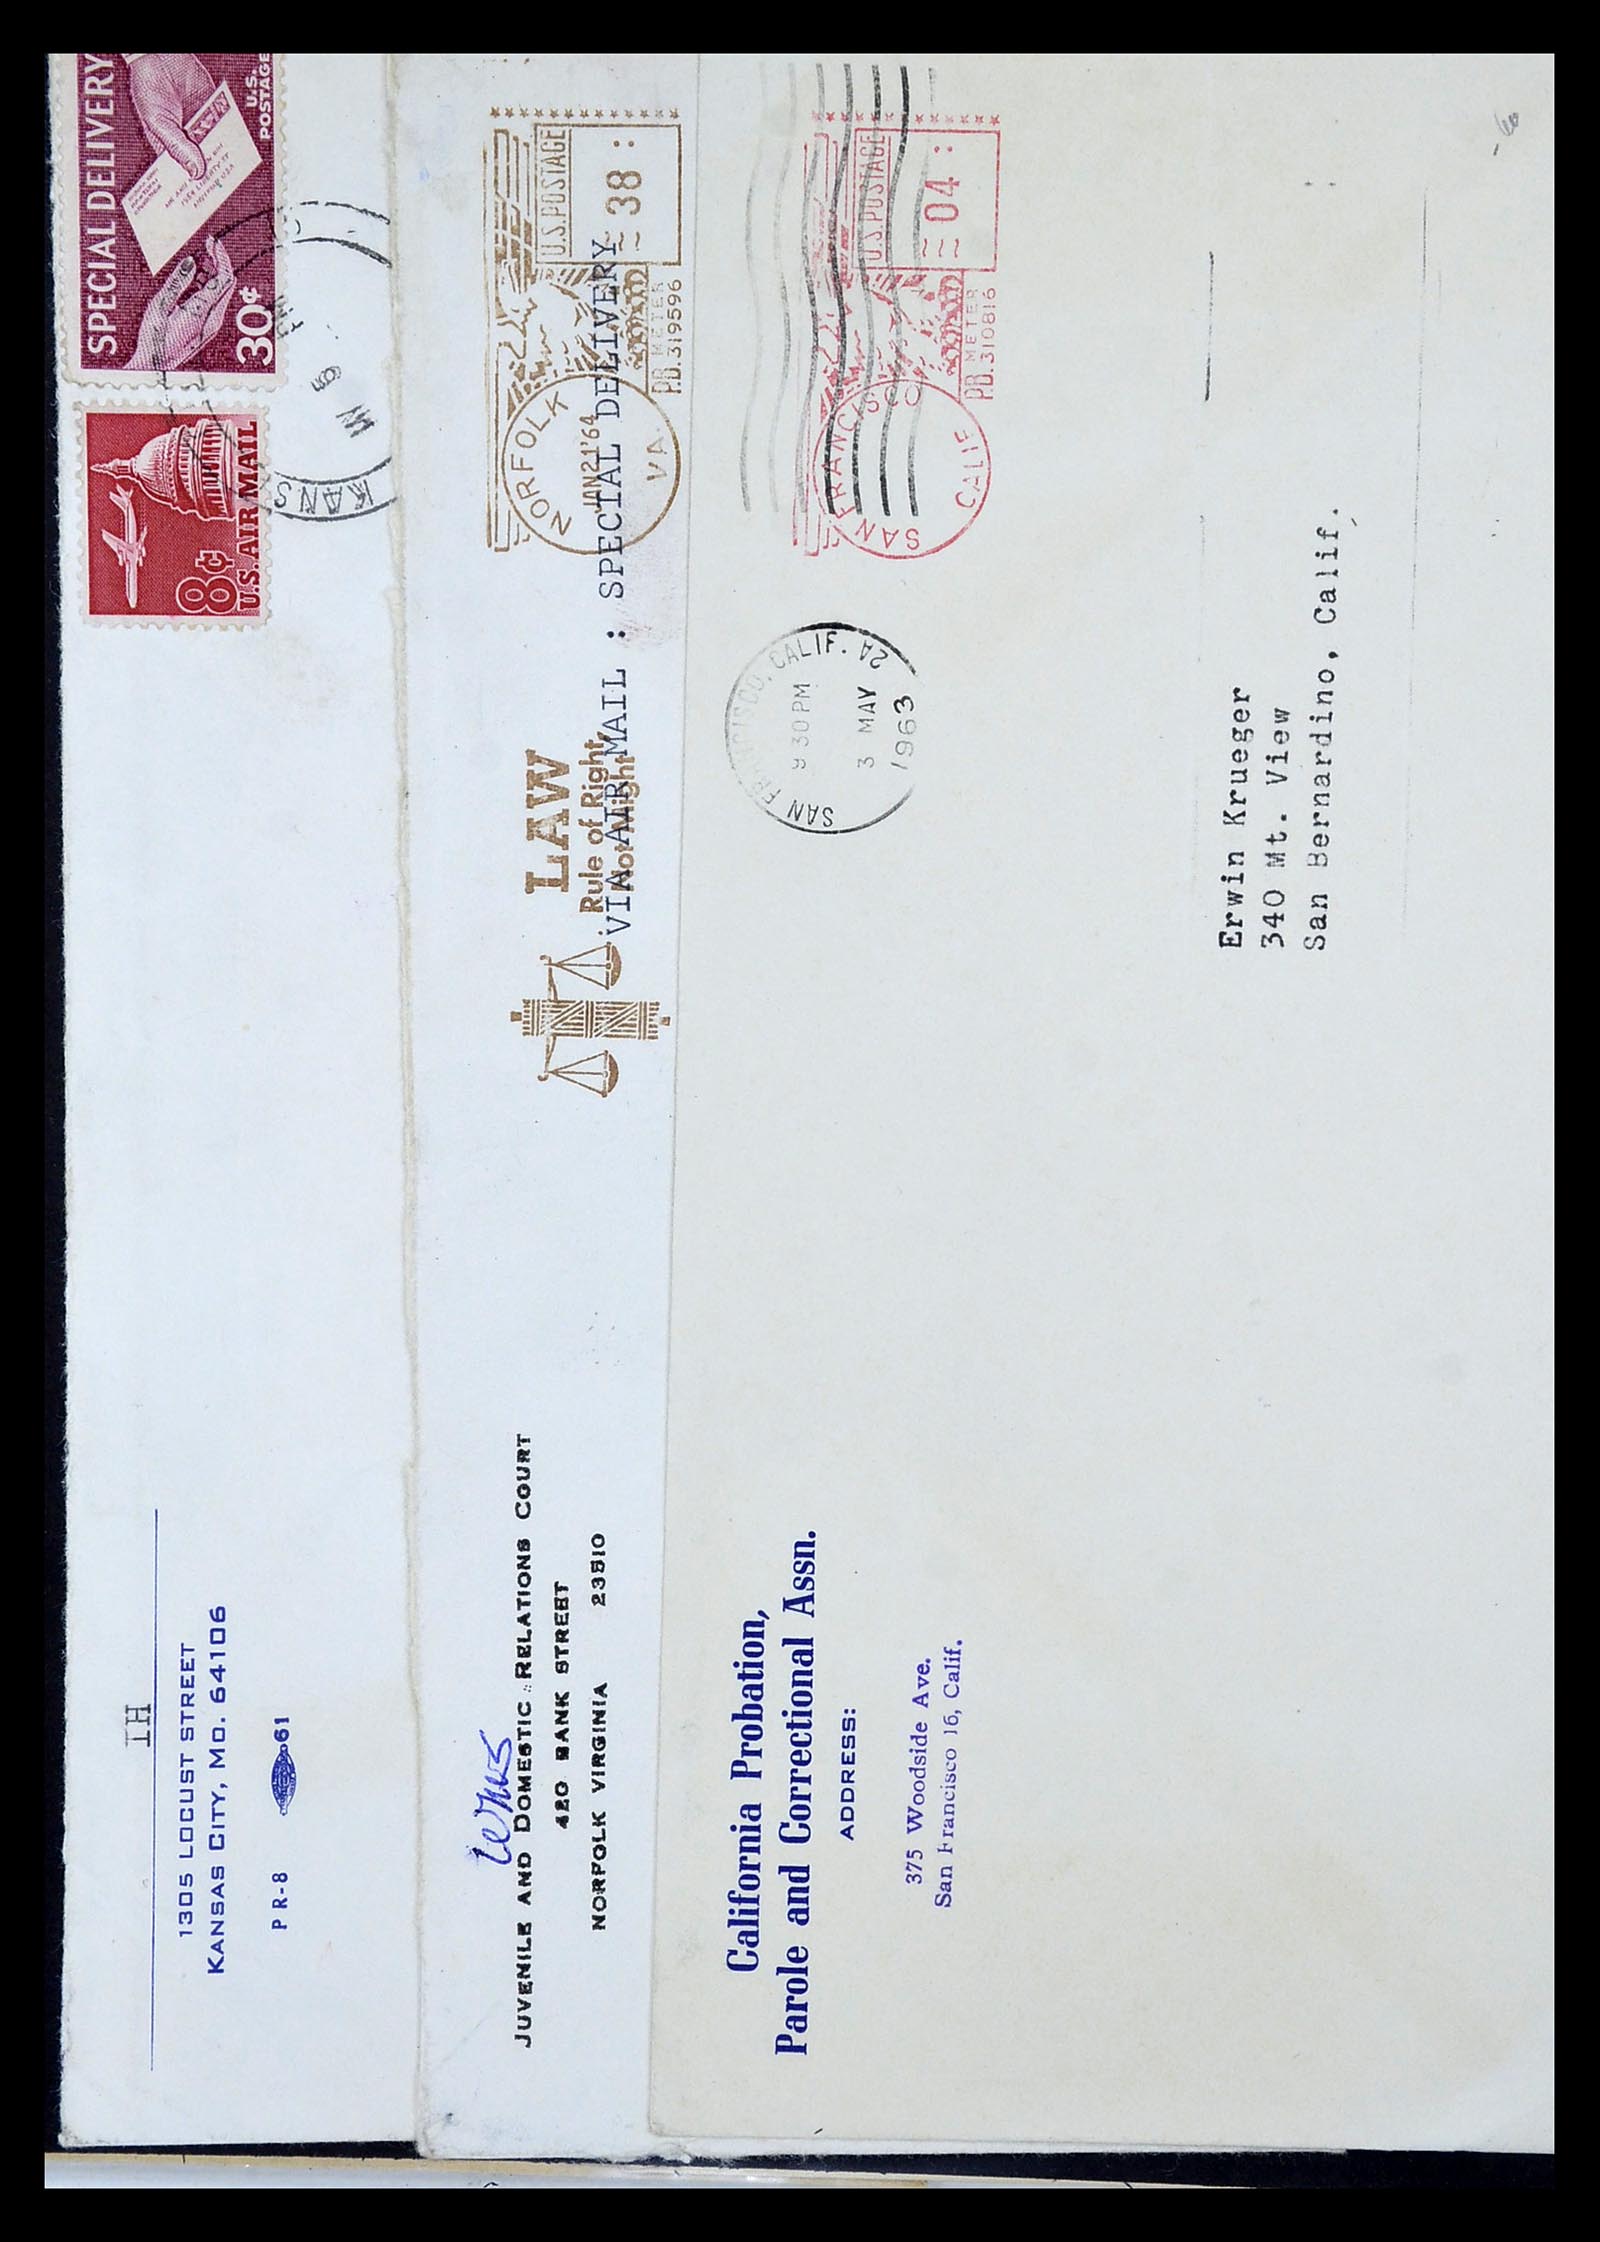 IH
1305 LOCUST STREET
KANSAS CITY, MO. 64106
PR-8 61
SPECIAL DELIVERY
U.S. POSTAGE
30¢
8¢
U.S. AIR MAIL
KANS
JUVENILE AND DOMESTIC RELATIONS COURT
420 BANK STREET
NORFOLK VIRGINIA 23510
LAW
Rule of Right
Not Might
VIA AIR MAIL : SPECIAL DELIVERY
NORFOLK
JAN21'64
VA.
U.S.POSTAGE
38
P.B. METER
319596
California Probation,
Parole and Correctional Assn.
ADDRESS:
375 Woodside Ave.
San Francisco 16, Calif.
SAN FRANCISCO, CALIF. 2A
9 30 PM
3 MAY
1963
SAN FRANCISCO
CALIF
U.S.POSTAGE
04
P.B. METER
310816
Erwin Krueger
340 Mt. View
San Bernardino, Calif.